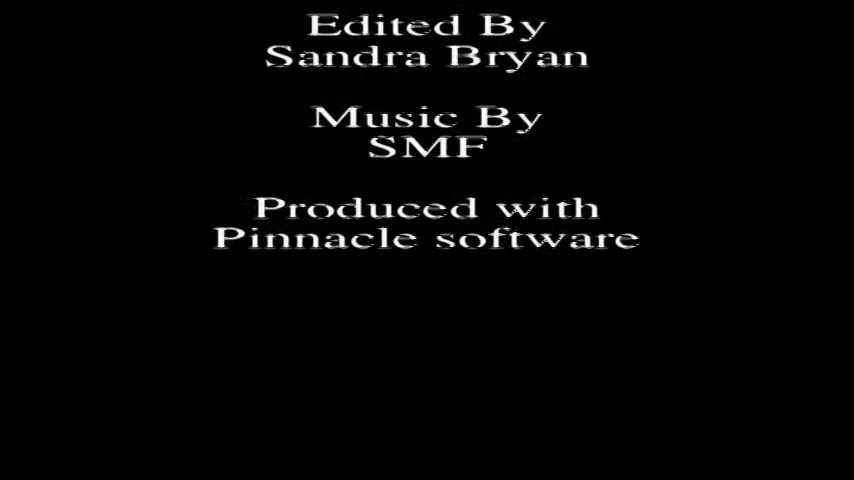 Edited By
Sandra Bryan
Music By
SMF
Produced with
Pinnacle software